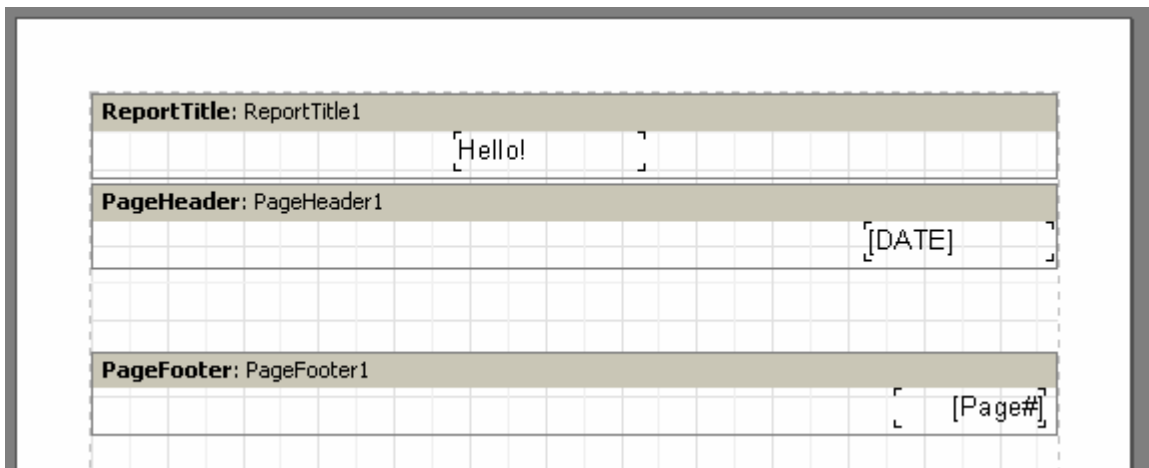 ReportTitle: ReportTitle1
Hello!
PageHeader: PageHeader1
[DATE]
PageFooter: PageFooter1
[Page#]